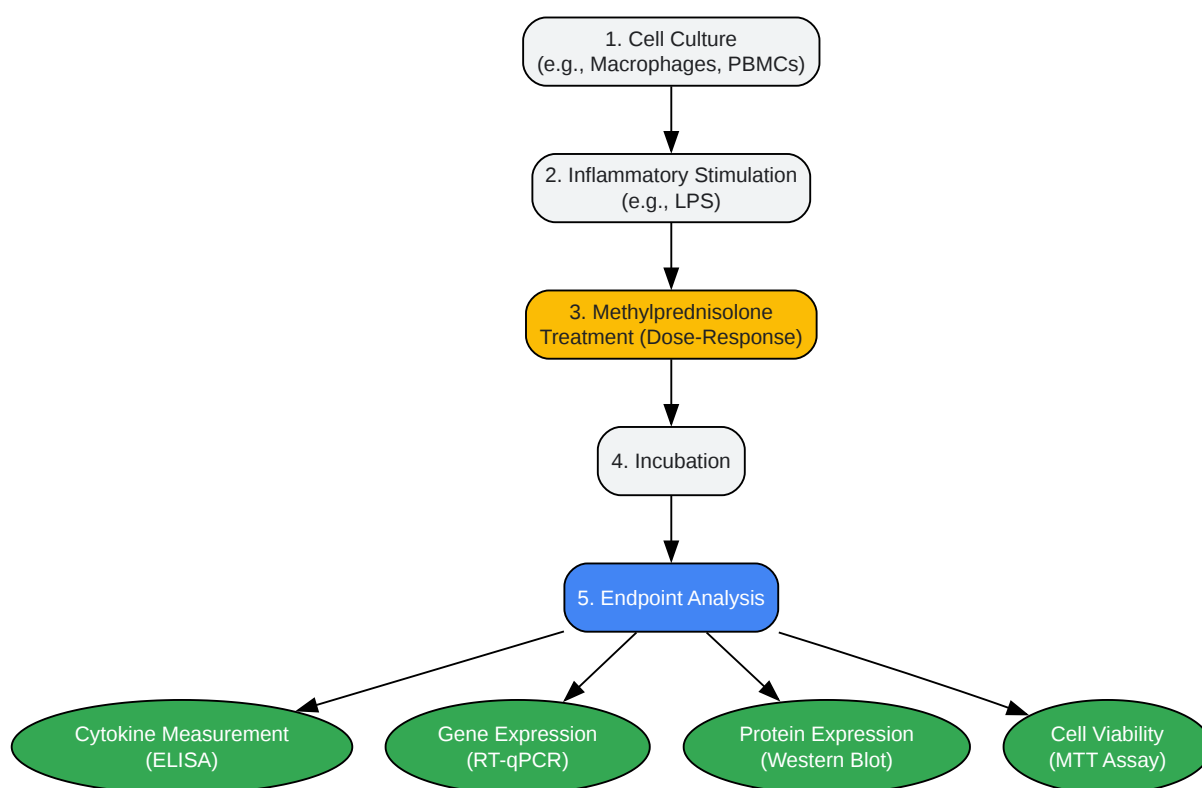 1. Cell Culture
(e.g., Macrophages, PBMCs)
2. Inflammatory Stimulation
(e.g., LPS)
3. Methylprednisolone
Treatment (Dose-Response)
4. Incubation
5. Endpoint Analysis
Cytokine Measurement
(ELISA)
Gene Expression
(RT-qPCR)
Protein Expression
(Western Blot)
Cell Viability
(MTT Assay)